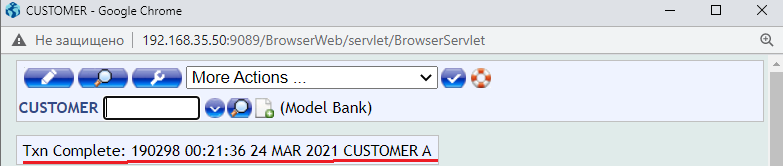 CUSTOMER - Google Chrome
Не защищено 192.168.35.50:9089/BrowserWeb/servlet/BrowserServlet
More Actions ...
CUSTOMER (Model Bank)
Txn Complete: 190298 00:21:36 24 MAR 2021 CUSTOMER A